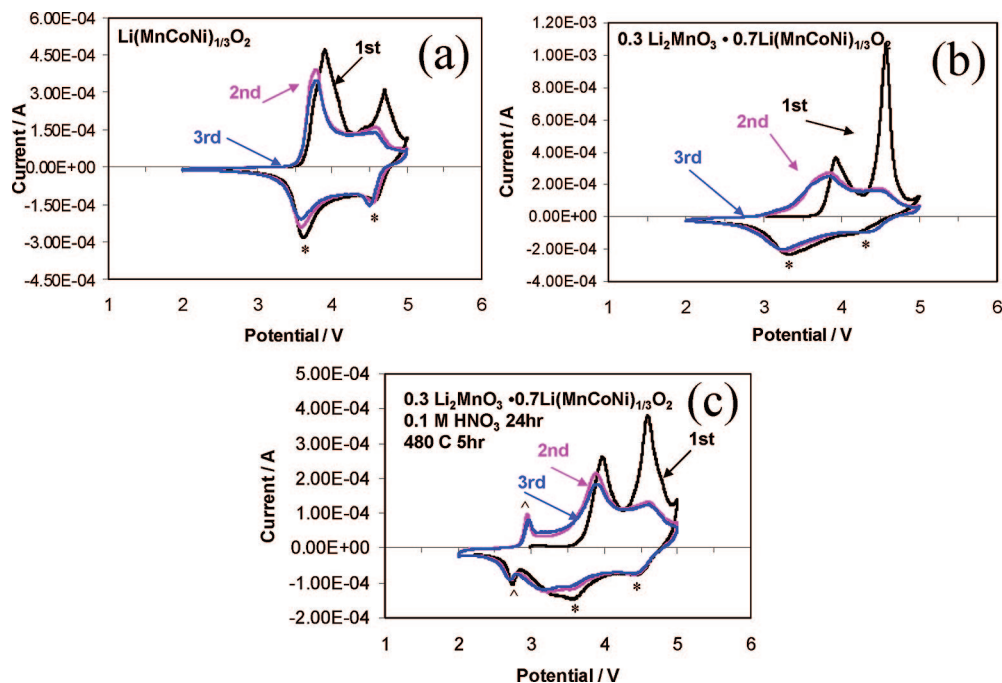 6.00E-04
4.50E-04
3.00E-04
1.50E-04
0.00E+00
-1.50E-04
-3.00E-04
-4.50E-04
Current / A
Li(MnCoNi)1/3O2
(a)
1st
2nd
3rd
*
*
1 2 3 4 5 6
Potential / V
1.20E-03
1.00E-03
8.00E-04
6.00E-04
4.00E-04
2.00E-04
0.00E+00
-2.00E-04
-4.00E-04
Current / A
0.3 Li2MnO3 • 0.7Li(MnCoNi)1/3O2
(b)
1st
2nd
3rd
*
*
1 2 3 4 5 6
Potential / V
5.00E-04
4.00E-04
3.00E-04
2.00E-04
1.00E-04
0.00E+00
-1.00E-04
-2.00E-04
Current / A
0.3 Li2MnO3 •0.7Li(MnCoNi)1/3O2
0.1 M HNO3 24hr
480 C 5hr
(c)
1st
2nd
3rd
^
^
*
*
1 2 3 4 5 6
Potential / V